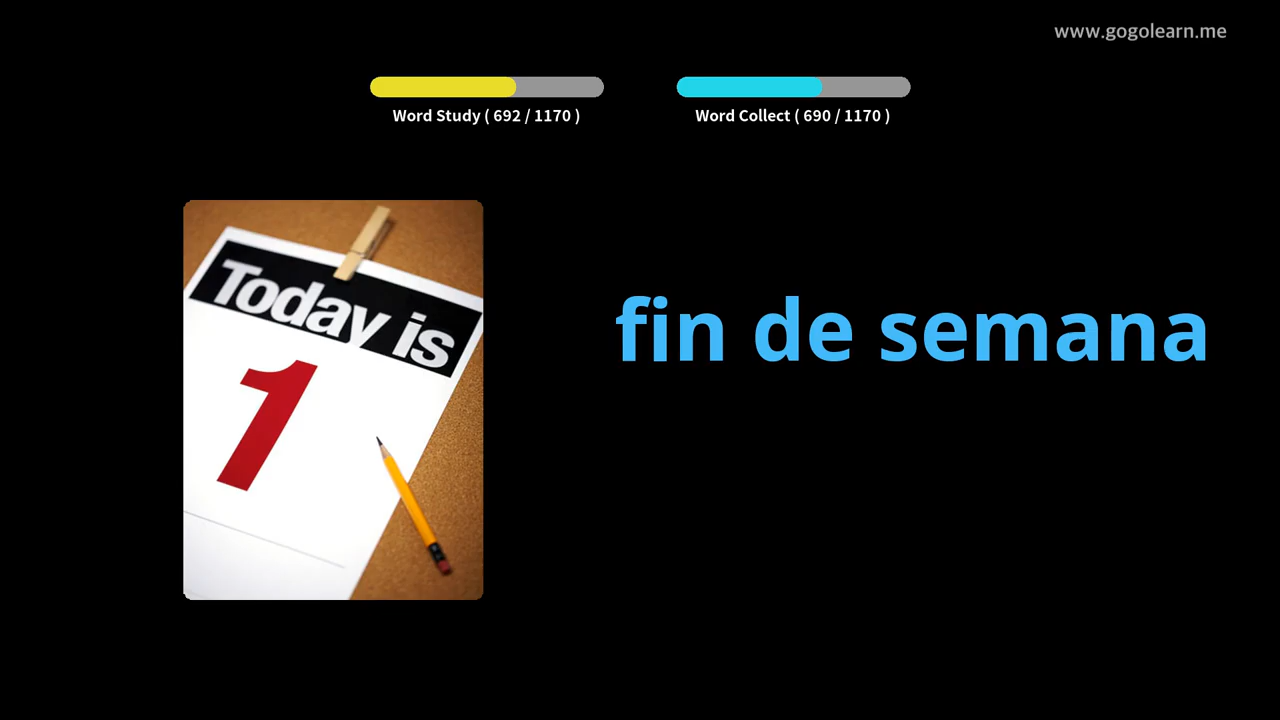 www.gogolearn.me
Word Study ( 692 / 1170 )
Word Collect ( 690 / 1170 )
Today is
1
fin de semana